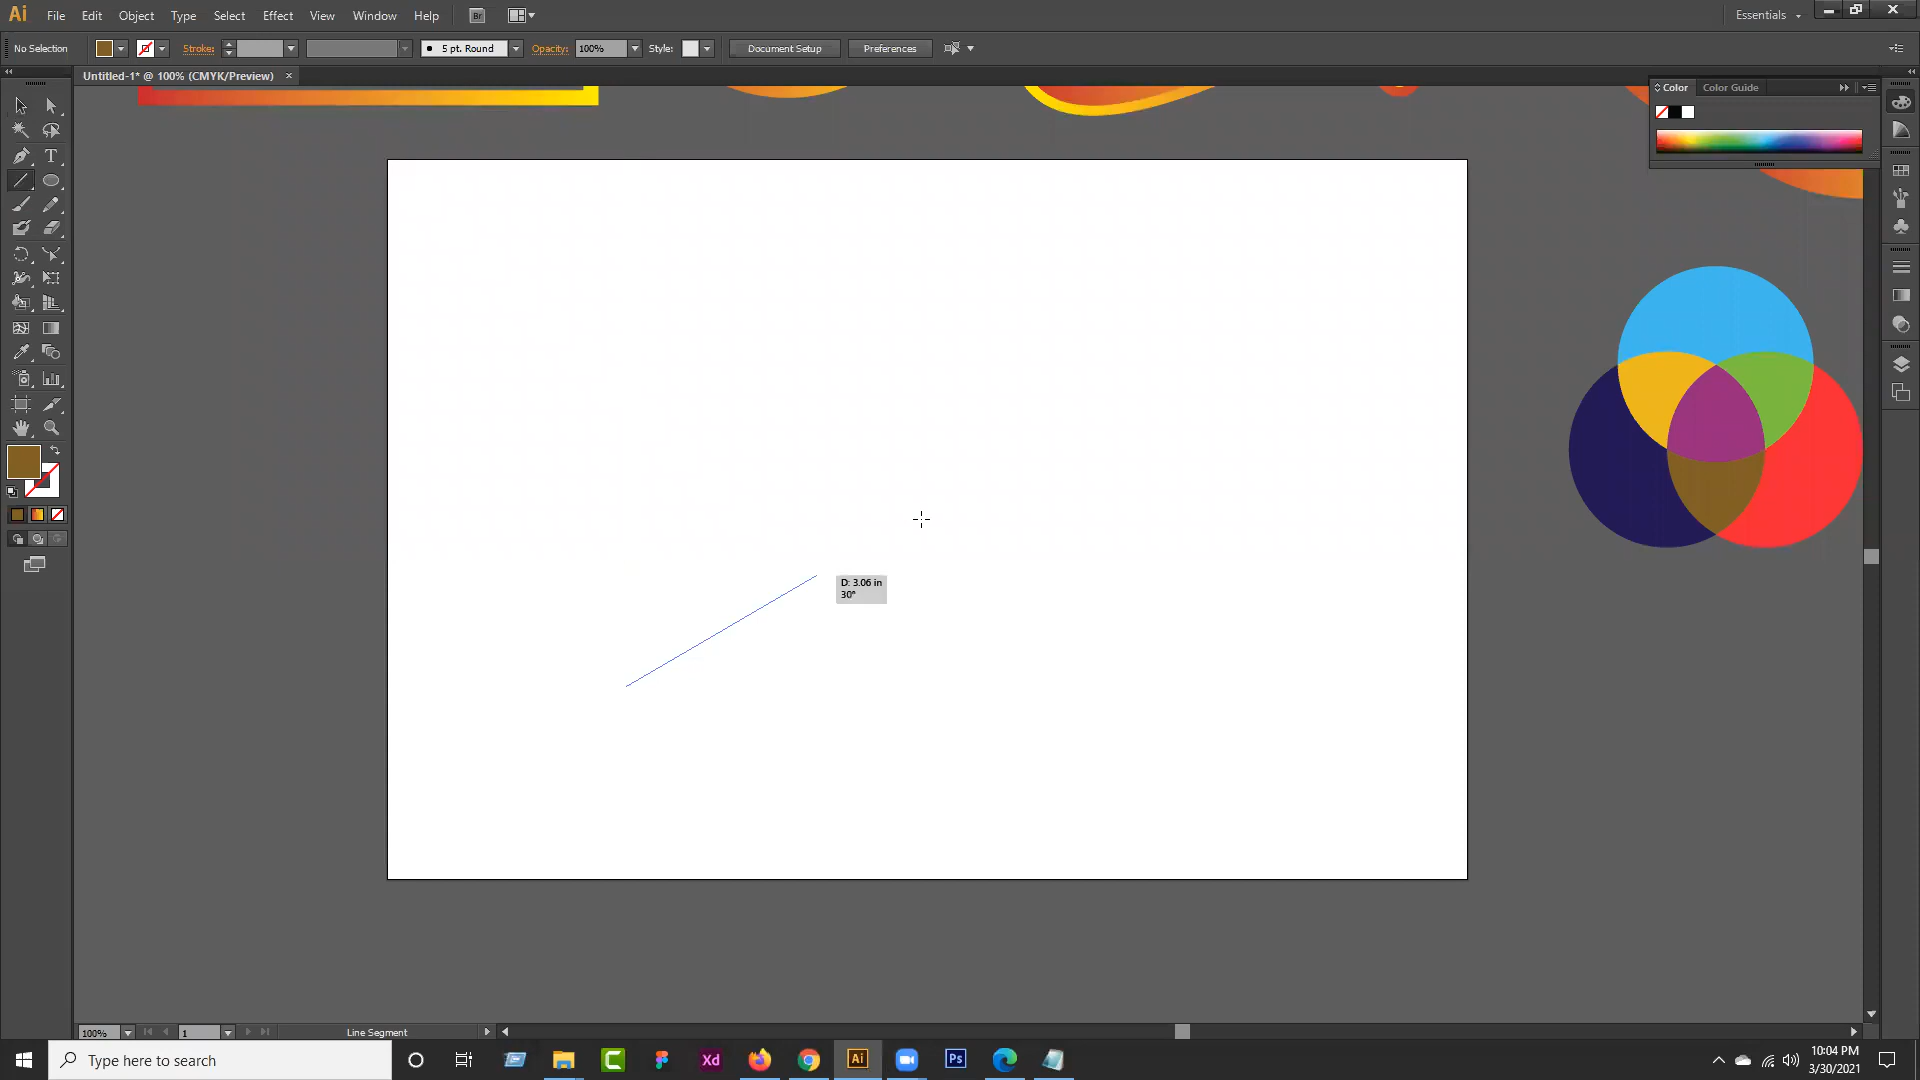 Ai File Edit Object Type Select Effect View Window Help Br Essentials
No Selection Stroke: 5 pt. Round Opacity: 100% Style: Document Setup Preferences
Untitled-1* @ 100% (CMYK/Preview)
Color Color Guide
T
D: 3.06 in
30°
100% 1 Line Segment
Type here to search
Xd Ai Ps
10:04 PM
3/30/2021